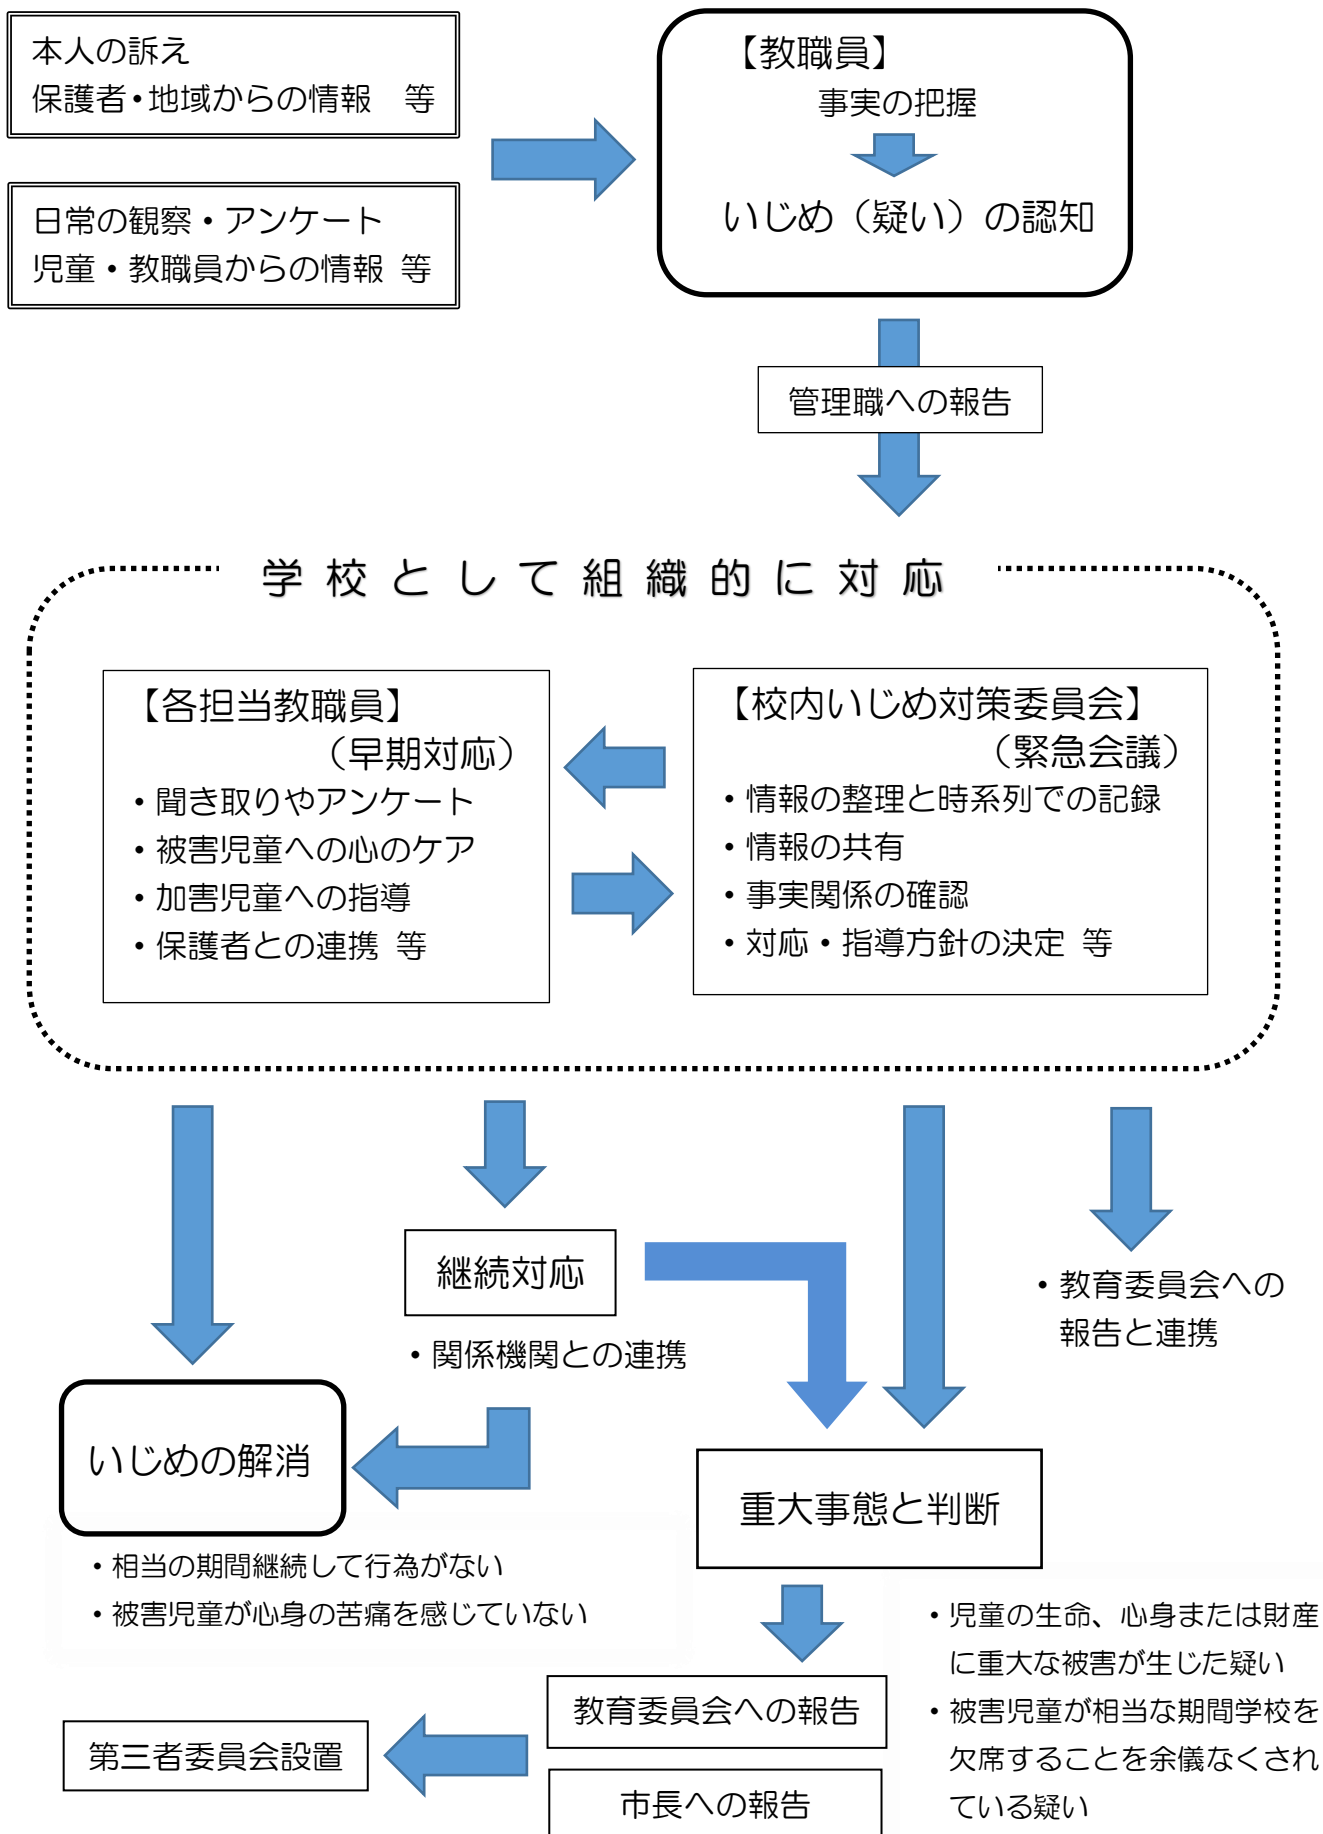 本人の訴え
保護者・地域からの情報　等
日常の観察・アンケート
児童・教職員からの情報 等
【教職員】
事実の把握
いじめ（疑い）の認知
管理職への報告
学校として組織的に対応
【各担当教職員】
（早期対応）
・聞き取りやアンケート
・被害児童への心のケア
・加害児童への指導
・保護者との連携 等
【校内いじめ対策委員会】
（緊急会議）
・情報の整理と時系列での記録
・情報の共有
・事実関係の確認
・対応・指導方針の決定 等
継続対応
・関係機関との連携
・教育委員会への
報告と連携
いじめの解消
・相当の期間継続して行為がない
・被害児童が心身の苦痛を感じていない
重大事態と判断
・児童の生命、心身または財産
に重大な被害が生じた疑い
・被害児童が相当な期間学校を
欠席することを余儀なくされ
ている疑い
教育委員会への報告
市長への報告
第三者委員会設置